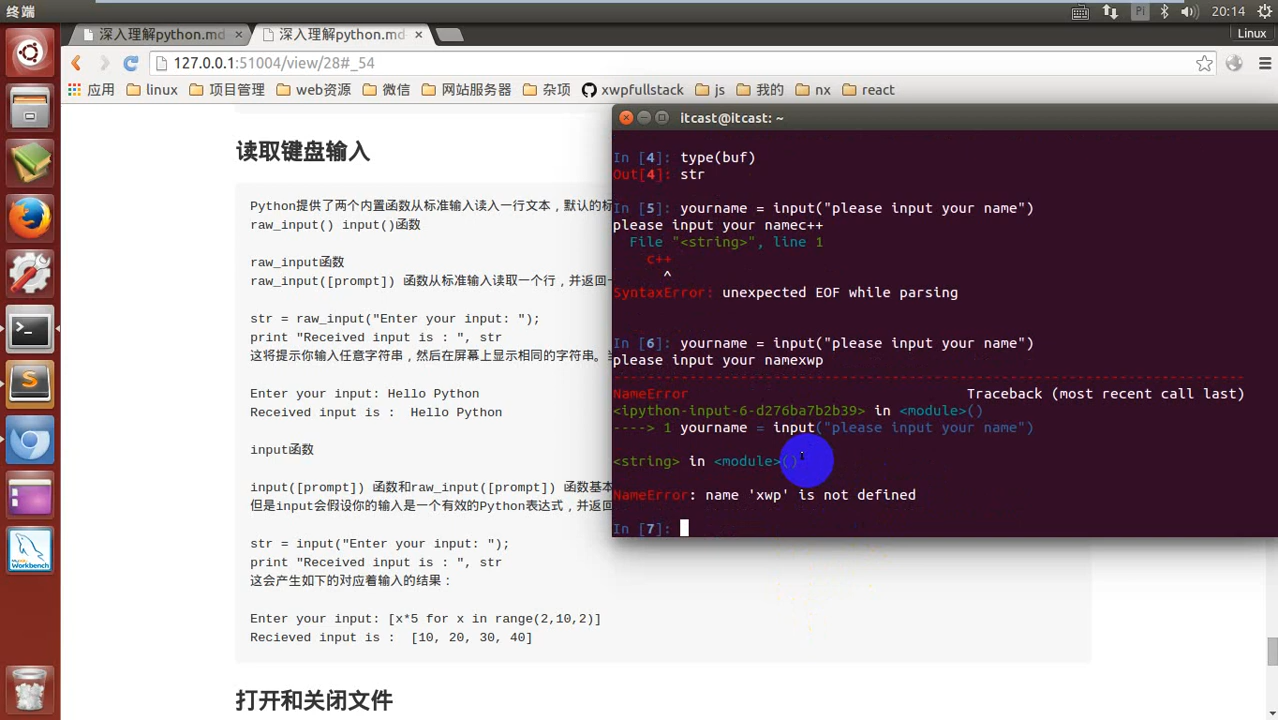 终端
Pi
20:14
深入理解python.md-
×
深入理解python.md-
×
Linux
127.0.0.1:51004/view/28#_54
应用
linux
项目管理
web资源
微信
网站服务器
杂项
xwpfullstack
js
我的
nx
react
读取键盘输入
Python提供了两个内置函数从标准输入读入一行文本，默认的标
raw_input() input()函数
raw_input函数
raw_input([prompt]) 函数从标准输入读取一个行，并返回一
str = raw_input("Enter your input: ");
print "Received input is : ", str
这将提示你输入任意字符串，然后在屏幕上显示相同的字符串。
Enter your input: Hello Python
Received input is :  Hello Python
input函数
input([prompt]) 函数和raw_input([prompt]) 函数基本
但是input会假设你的输入是一个有效的Python表达式，并返回
str = input("Enter your input: ");
print "Received input is : ", str
这会产生如下的对应着输入的结果：
Enter your input: [x*5 for x in range(2,10,2)]
Recieved input is :  [10, 20, 30, 40]
打开和关闭文件
itcast@itcast: ~
In [4]: type(buf)
Out[4]: str
In [5]: yourname = input("please input your name")
please input your namec++
File "<string>", line 1
c++
^
SyntaxError: unexpected EOF while parsing
In [6]: yourname = input("please input your name")
please input your namexwp
---------------------------------------------------------------------------
NameError                                 Traceback (most recent call last)
<ipython-input-6-d276ba7b2b39> in <module>()
----> 1 yourname = input("please input your name")
<string> in <module>()
NameError: name 'xwp' is not defined
In [7]:
MySQL
Workbench